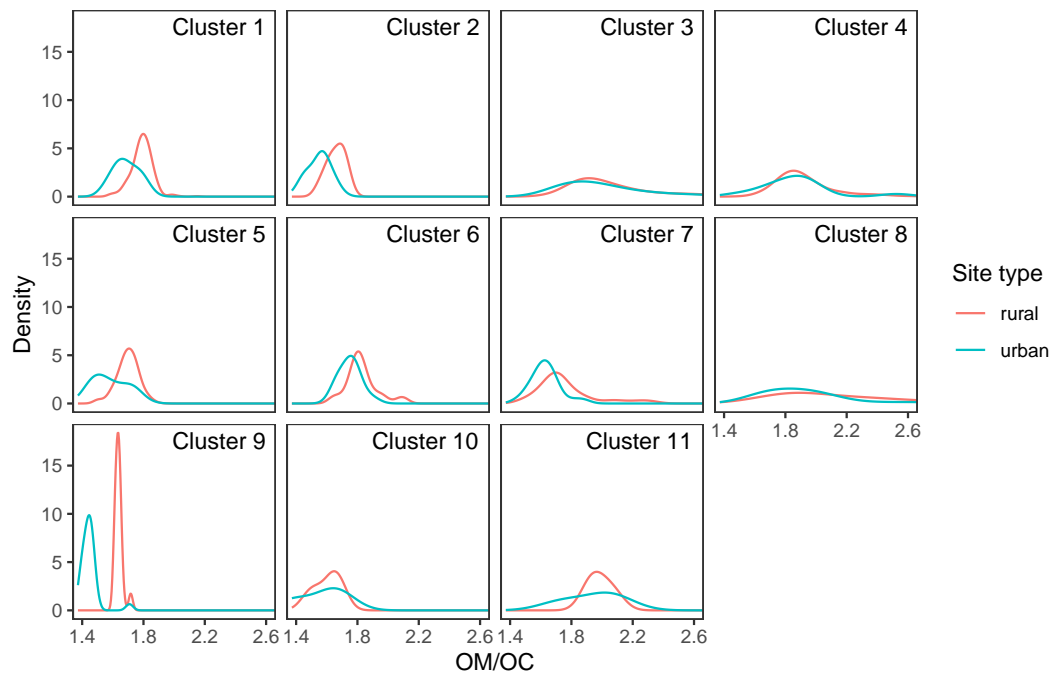 Cluster 1 Cluster 2 Cluster 3 Cluster 4
15
10
5
0
Cluster 5 Cluster 6 Cluster 7 Cluster 8
15
10
5
0
1.4 1.8 2.2 2.6
Cluster 9 Cluster 10 Cluster 11
15
10
5
0
1.4 1.8 2.2 2.6 1.4 1.8 2.2 2.6 1.4 1.8 2.2 2.6
OM/OC
Density
Site type
rural
urban